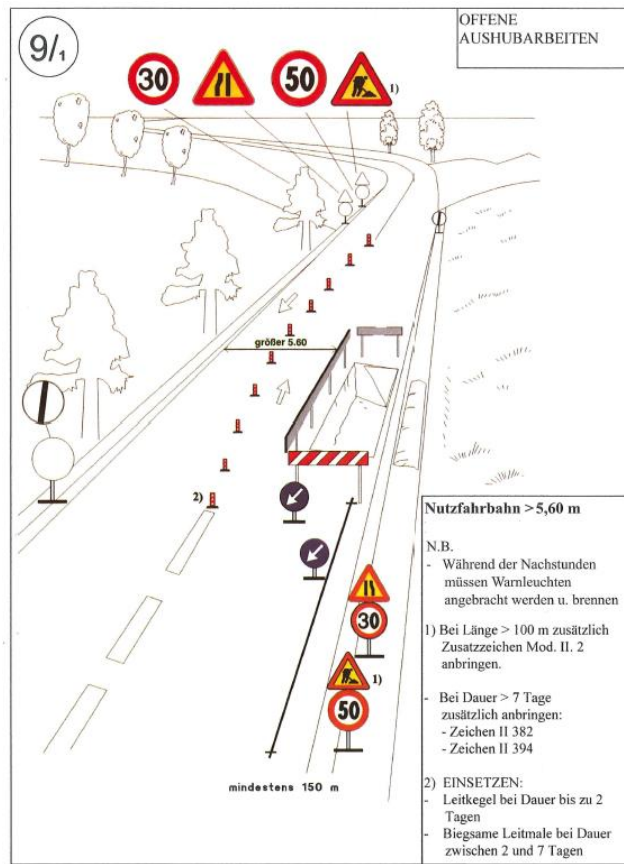 9/1
OFFENE
AUSHUBARBEITEN
30
50
1)
größer 5.60
2)
30
1)
50
mindestens 150 m
Nutzfahrbahn > 5,60 m
N.B.
- Während der Nachstunden
müssen Warnleuchten
angebracht werden u. brennen
1) Bei Länge > 100 m zusätzlich
Zusatzzeichen Mod. II. 2
anbringen.
- Bei Dauer > 7 Tage
zusätzlich anbringen:
- Zeichen II 382
- Zeichen II 394
2) EINSETZEN:
- Leitkegel bei Dauer bis zu 2
Tagen
- Biegsame Leitmale bei Dauer
zwischen 2 und 7 Tagen